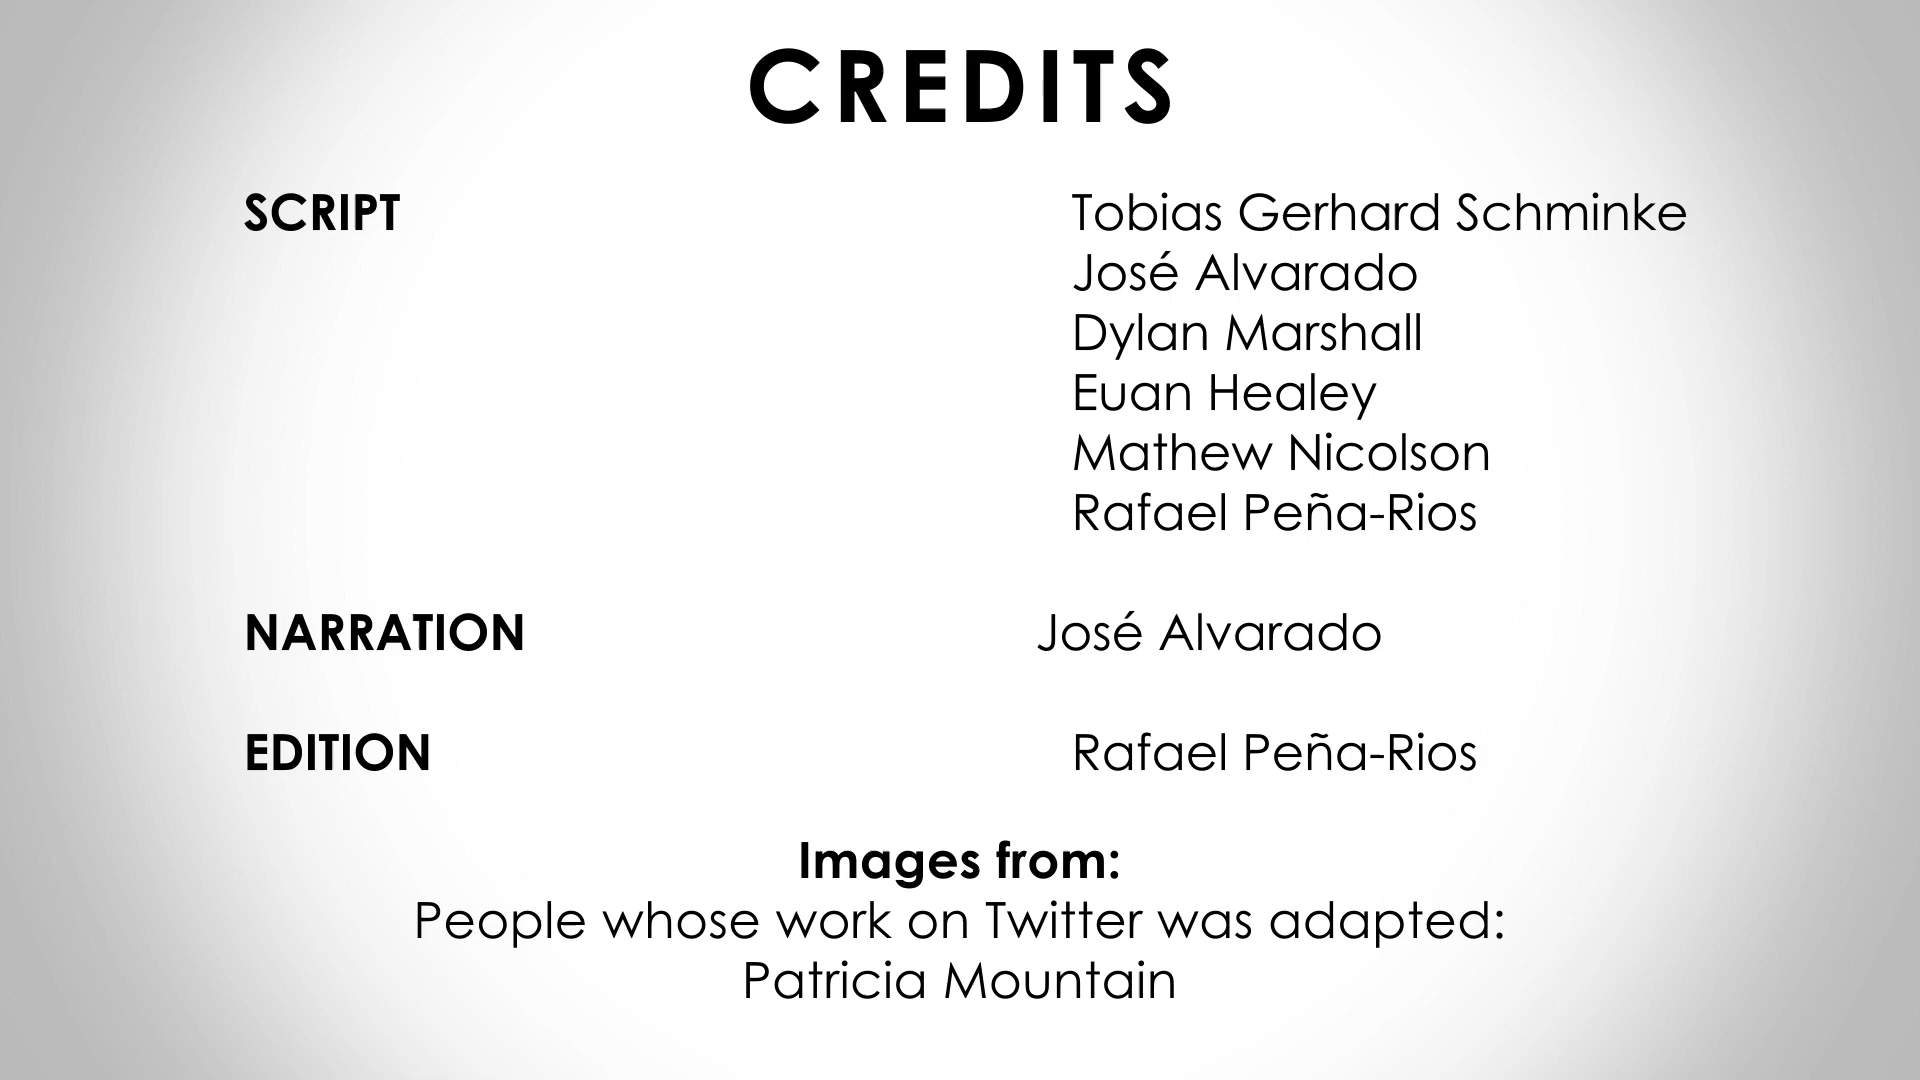 CREDITS
SCRIPT Tobias Gerhard Schminke
José Alvarado
Dylan Marshall
Euan Healey
Mathew Nicolson
Rafael Peña-Rios
NARRATION José Alvarado
EDITION Rafael Peña-Rios
Images from:
People whose work on Twitter was adapted:
Patricia Mountain